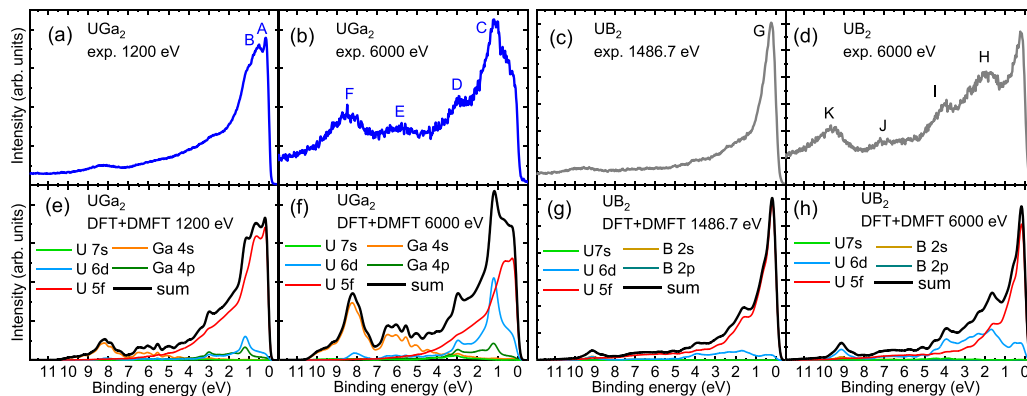 (a)
UGa₂
exp. 1200 eV
B
A
(b)
UGa₂
exp. 6000 eV
C
D
E
F
(c)
UB₂
exp. 1486.7 eV
G
(d)
UB₂
exp. 6000 eV
H
I
J
K
Intensity (arb. units)
(e)
UGa₂
DFT+DMFT 1200 eV
U 7s
Ga 4s
U 6d
Ga 4p
U 5f
sum
(f)
UGa₂
DFT+DMFT 6000 eV
U 7s
Ga 4s
U 6d
Ga 4p
U 5f
sum
(g)
UB₂
DFT+DMFT 1486.7 eV
U 7s
B 2s
U 6d
B 2p
U 5f
sum
(h)
UB₂
DFT+DMFT 6000 eV
U7s
B 2s
U 6d
B 2p
U 5f
sum
Intensity (arb. units)
11 10 9 8 7 6 5 4 3 2 1 0
11 10 9 8 7 6 5 4 3 2 1 0
11 10 9 8 7 6 5 4 3 2 1 0
11 10 9 8 7 6 5 4 3 2 1 0
Binding energy (eV)
Binding energy (eV)
Binding energy (eV)
Binding energy (eV)